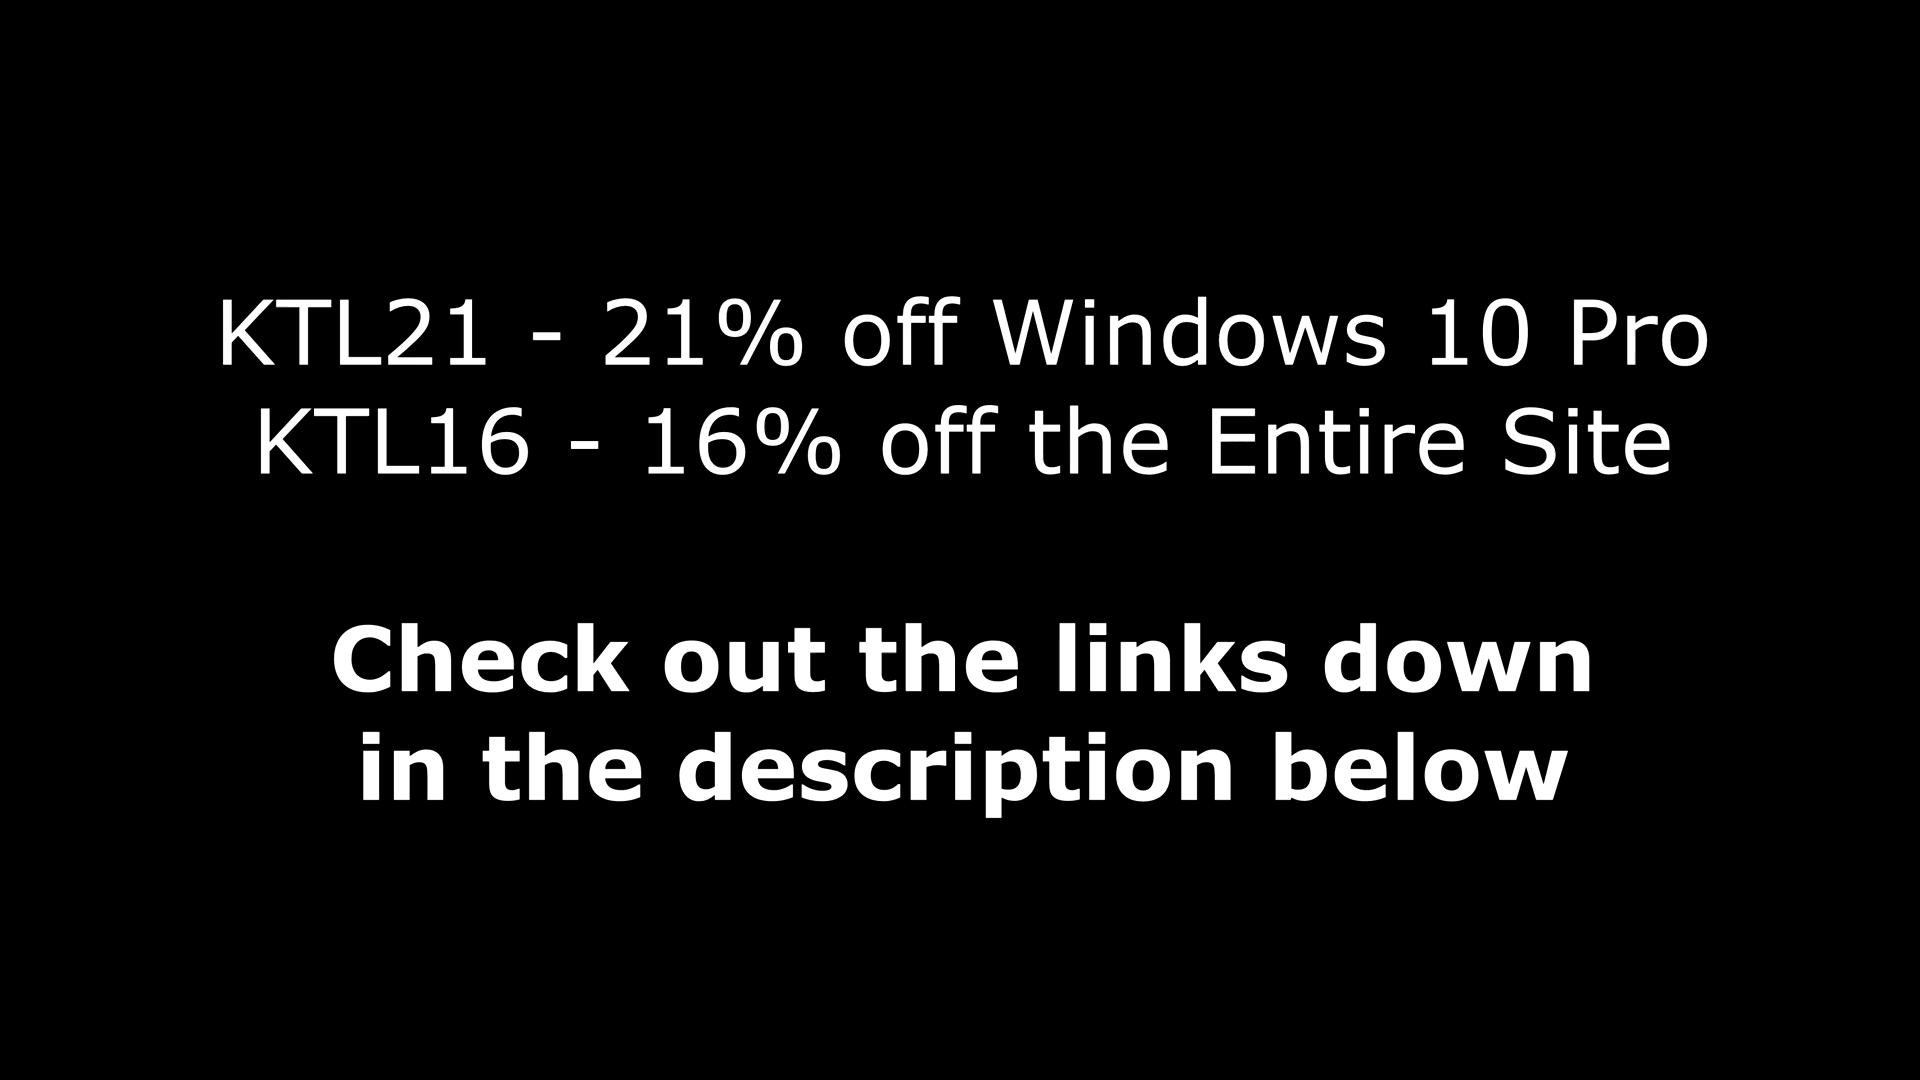 KTL21 - 21% off Windows 10 Pro
KTL16 - 16% off the Entire Site
Check out the links down
in the description below